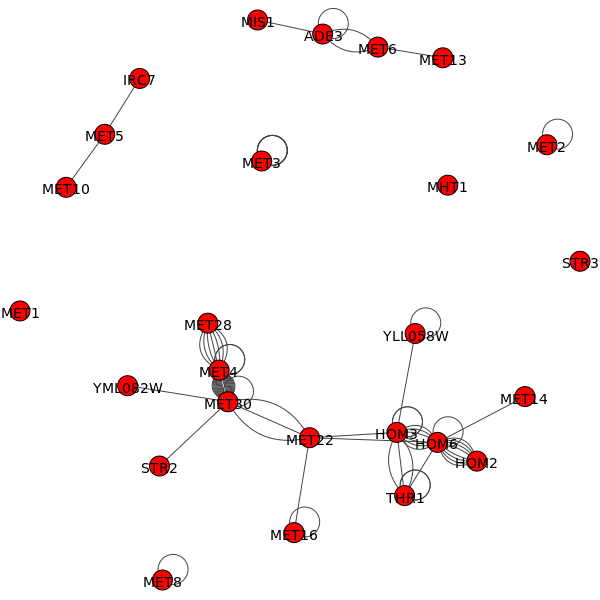 MIS1
ADE3
MET6
MET13
IRC7
MET5
MET10
MET3
MET2
MHT1
STR3
MET1
MET28
YLL058W
MET4
YML082W
MET30
MET14
MET22
HOM3
HOM6
HOM2
STR2
THR1
MET16
MET8